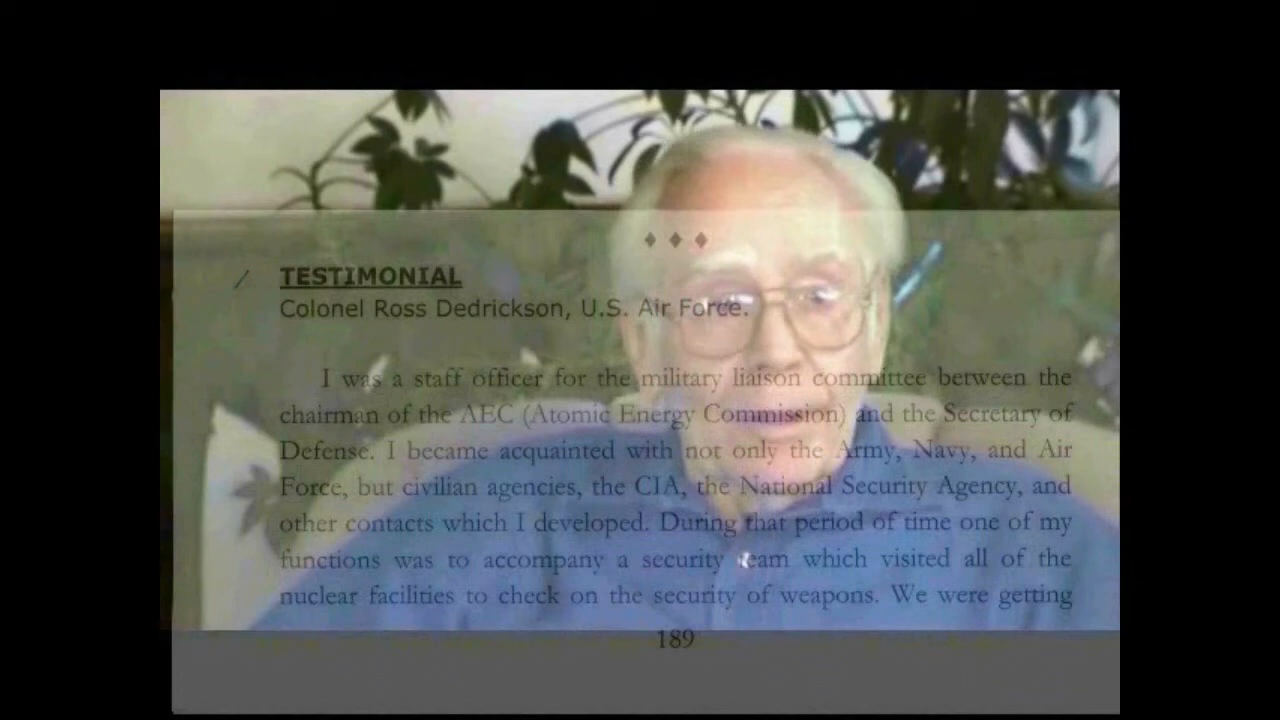 ♦ ♦ ♦
TESTIMONIAL
Colonel Ross Dedrickson, U.S. Air Force.
I was a staff officer for the military liaison committee between the
chairman of the AEC (Atomic Energy Commission) and the Secretary of
Defense. I became acquainted with not only the Army, Navy, and Air
Force, but civilian agencies, the CIA, the National Security Agency, and
other contacts which I developed. During that period of time one of my
functions was to accompany a security team which visited all of the
nuclear facilities to check on the security of weapons. We were getting
189